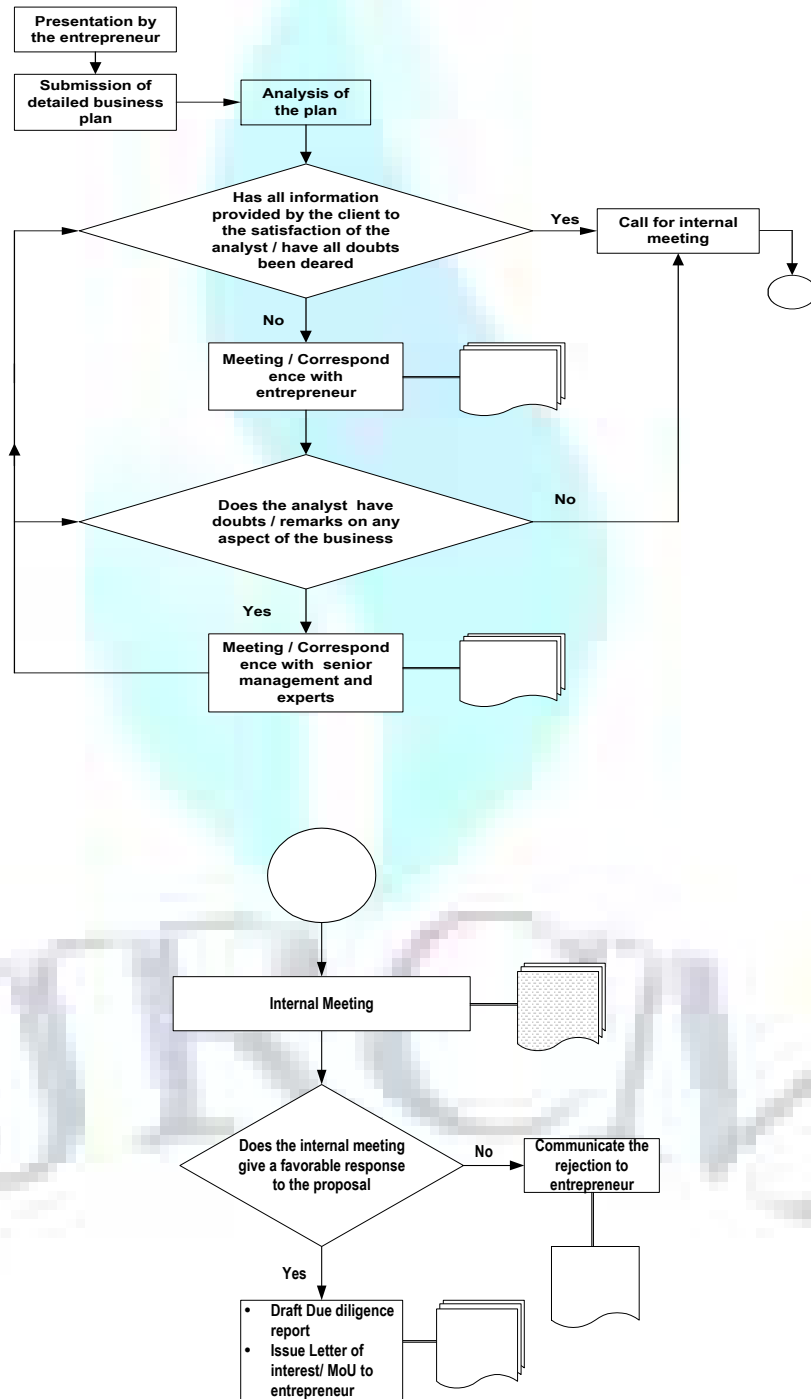 Presentation by
the entrepreneur
Submission of
detailed business
plan
Analysis of
the plan
Has all information
provided by the client to
the satisfaction of the
analyst / have all doubts
been deared
Yes
Call for internal
meeting
No
Meeting / Correspond
ence with
entrepreneur
Does the analyst have
doubts / remarks on any
aspect of the business
No
Yes
Meeting / Correspond
ence with senior
management and
experts
Internal Meeting
Does the internal meeting
give a favorable response
to the proposal
No
Communicate the
rejection to
entrepreneur
Yes
• Draft Due diligence
report
• Issue Letter of
interest/ MoU to
entrepreneur